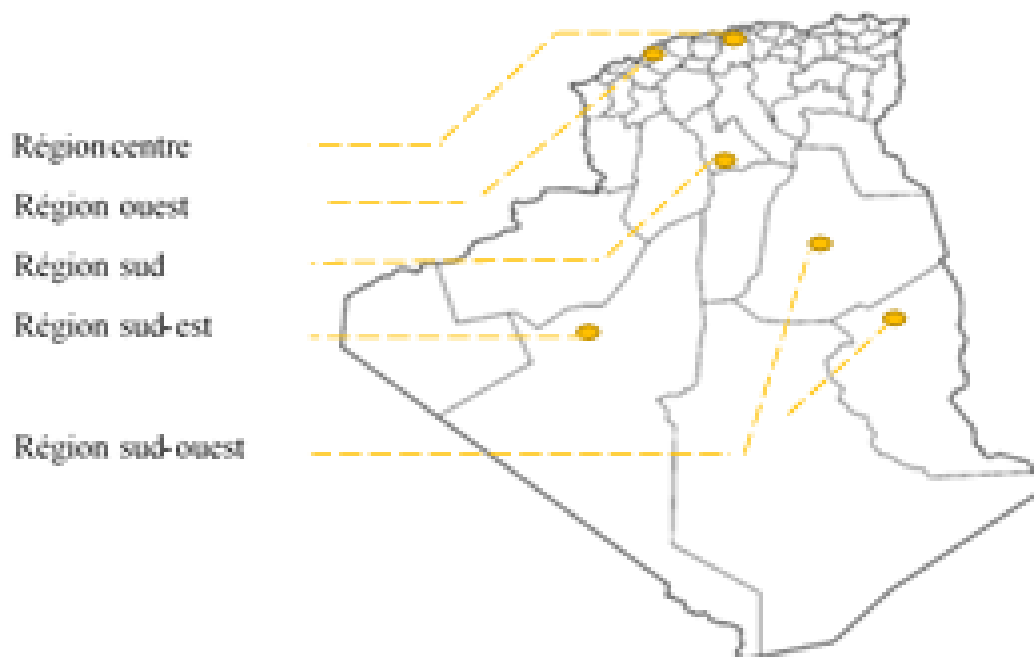 Région centre
Région ouest
Région sud
Région sud-est
Région sud-ouest